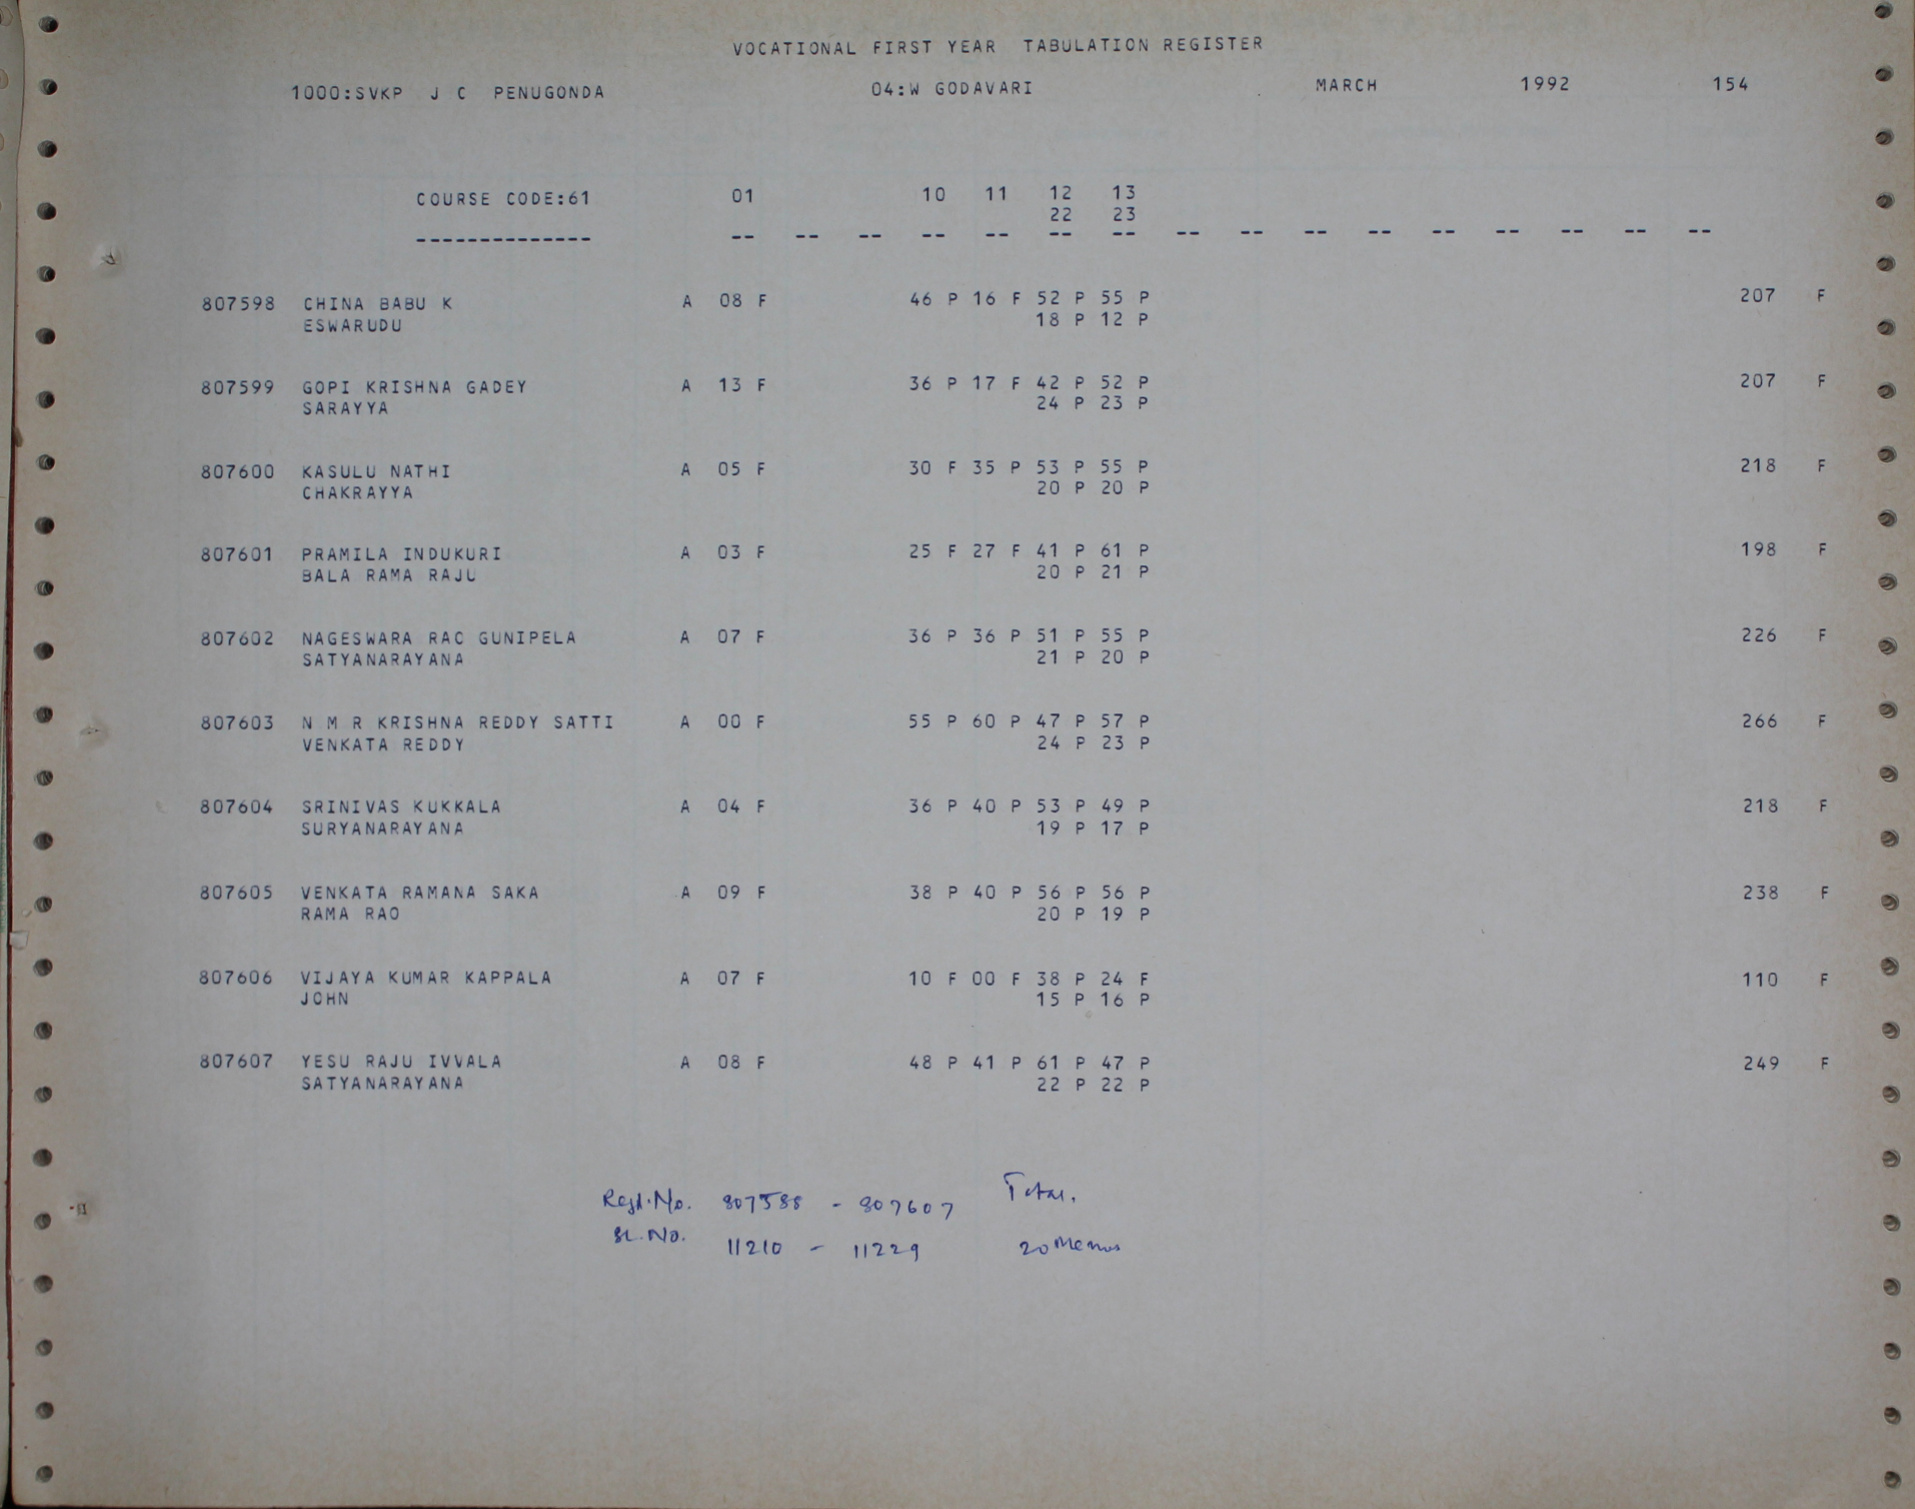 VOCATIONAL FIRST YEAR TABULATION REGISTER
1000:SVKP J C PENUGONDA 04:W GODAVARI MARCH 1992 154
COURSE CODE:61 01 10 11 12 13
22 23
-------------- -- -- -- -- -- -- -- -- -- -- -- -- -- -- -- --
807598 CHINA BABU K A 08 F 46 P 16 F 52 P 55 P 207 F
ESWARUDU 18 P 12 P
807599 GOPI KRISHNA GADEY A 13 F 36 P 17 F 42 P 52 P 207 F
SARAYYA 24 P 23 P
807600 KASULU NATHI A 05 F 30 F 35 P 53 P 55 P 218 F
CHAKRAYYA 20 P 20 P
807601 PRAMILA INDUKURI A 03 F 25 F 27 F 41 P 61 P 198 F
BALA RAMA RAJU 20 P 21 P
807602 NAGESWARA RAO GUNIPELA A 07 F 36 P 36 P 51 P 55 P 226 F
SATYANARAYANA 21 P 20 P
807603 N M R KRISHNA REDDY SATTI A 00 F 55 P 60 P 47 P 57 P 266 F
VENKATA REDDY 24 P 23 P
807604 SRINIVAS KUKKALA A 04 F 36 P 40 P 53 P 49 P 218 F
SURYANARAYANA 19 P 17 P
807605 VENKATA RAMANA SAKA A 09 F 38 P 40 P 56 P 56 P 238 F
RAMA RAO 20 P 19 P
807606 VIJAYA KUMAR KAPPALA A 07 F 10 F 00 F 38 P 24 F 110 F
JOHN 15 P 16 P
807607 YESU RAJU IVVALA A 08 F 48 P 41 P 61 P 47 P 249 F
SATYANARAYANA 22 P 22 P
Regd.No. 807588 - 807607 Total.
Sl.No. 11210 - 11229 20 Memos